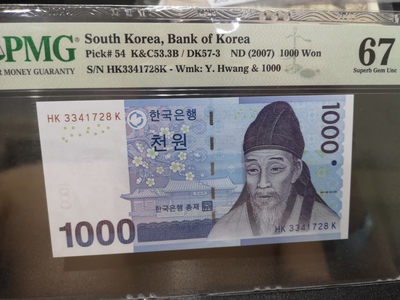 PMG
R MONEY GUARANTY
South Korea, Bank of Korea
Pick# 54 K&C53.3B / DK57-3 ND (2007) 1000 Won
S/N HK3341728K - Wmk: Y. Hwang & 1000
67
Superb Gem Unc
HK 3341728 K
한국은행
천원
1000
한국은행 총재
1000
HK 3341728 K